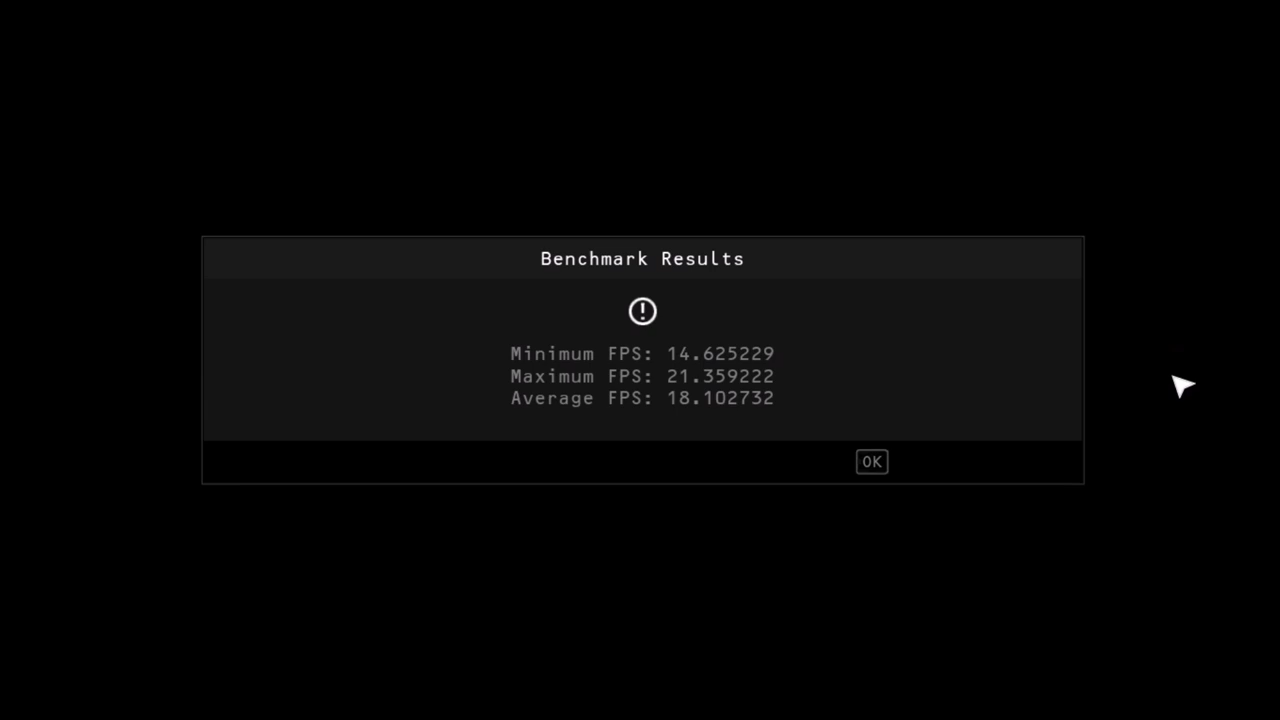 Benchmark Results
Minimum FPS: 14.625229
Maximum FPS: 21.359222
Average FPS: 18.102732
OK